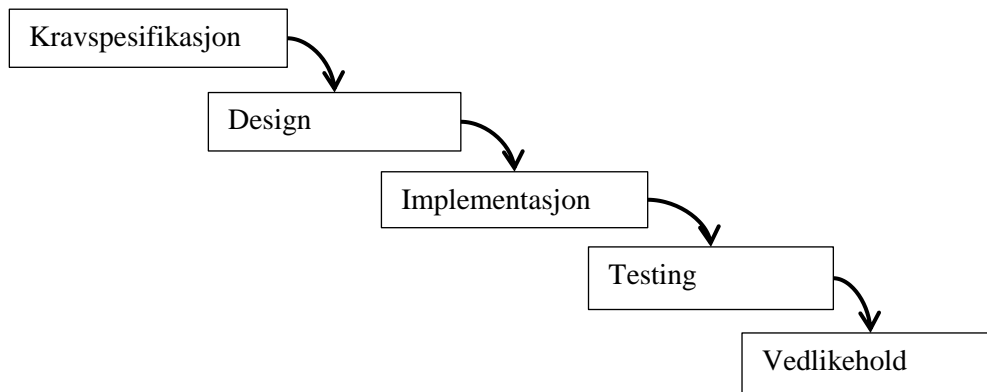 Kravspesifikasjon
Design
Implementasjon
Testing
Vedlikehold